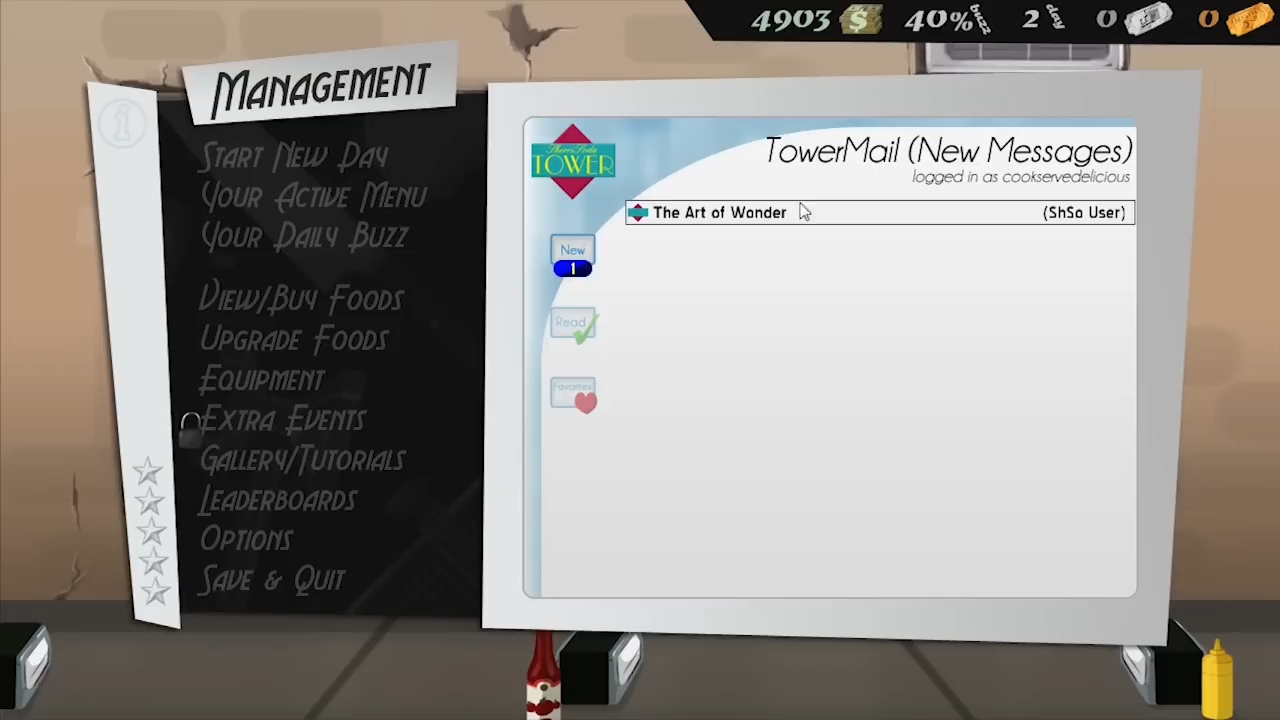 4903 $ 40% buzz 2 day 0 0
MANAGEMENT
START NEW DAY
YOUR ACTIVE MENU
YOUR DAILY BUZZ
VIEW/BUY FOODS
UPGRADE FOODS
EQUIPMENT
EXTRA EVENTS
GALLERY/TUTORIALS
LEADERBOARDS
OPTIONS
SAVE & QUIT
SherriSoda
TOWER
TowerMail (New Messages)
logged in as cookservedelicious
The Art of Wonder (ShSo User)
New
1
Read
Favorites